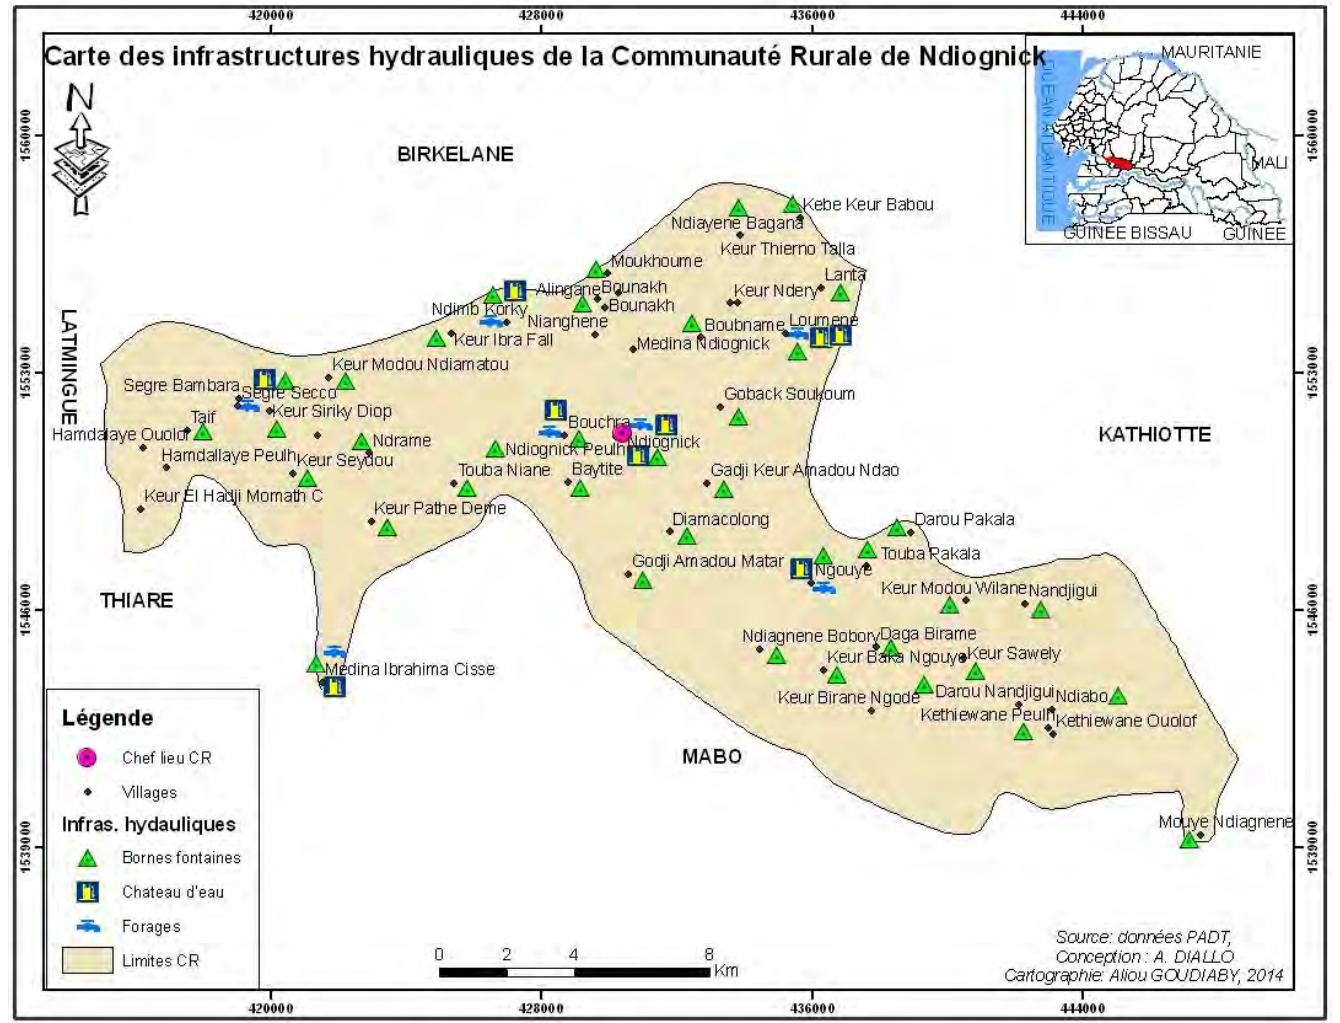 420000 428000 436000 444000
Carte des infrastructures hydrauliques de la Communauté Rurale de Ndiognick
MAURITANIE
OCEAN ATLANTIQUE
MALI
GUINEE BISSAU GUINEE
N
1560000 1560000
BIRKELANE
Kebe Keur Babou
Ndiayene Bagana
Keur Thierno Talla
Moukhoume
Lanta
Alingane Bounakh
Keur Ndery
Ndimb Korky
Bounakh
Nianghene
Boubname
Loumene
Keur Ibra Fall
Medina Ndiognick
LATMINGUE
1553000 1553000
Keur Modou Ndiamatou
Segre Bambara
Segre Secco
Goback Soukoum
Taif
Keur Siriky Diop
Bouchra
KATHIOTTE
Hamdalaye Ouolof
Ndrame
Ndiognick
Ndiognick Peulh
Hamdallaye Peulh
Keur Seydou
Touba Niane
Baytite
Gadji Keur Amadou Ndao
Keur El Hadji Momath C
Keur Pathe Deme
Diamacolong
Darou Pakala
Touba Pakala
Godji Amadou Matar
Ngouye
Keur Modou Wilane
Nandjigui
THIARE
1546000 1546000
Ndiagnene Bobory
Daga Birame
Keur Baka Ngouye
Keur Sawely
Medina Ibrahima Cisse
Keur Birane Ngode
Darou Nandjigui
Ndiabo
Kethiewane Peulh
Kethiewane Ouolof
MABO
Mouye Ndiagnene
1539000 1539000
Légende
Chef lieu CR
Villages
Infras. hydauliques
Bornes fontaines
Chateau d'eau
Forages
Limites CR
0 2 4 8
Km
Source: données PADT,
Conception : A. DIALLO
Cartographie: Aliou GOUDIABY, 2014
420000 428000 436000 444000